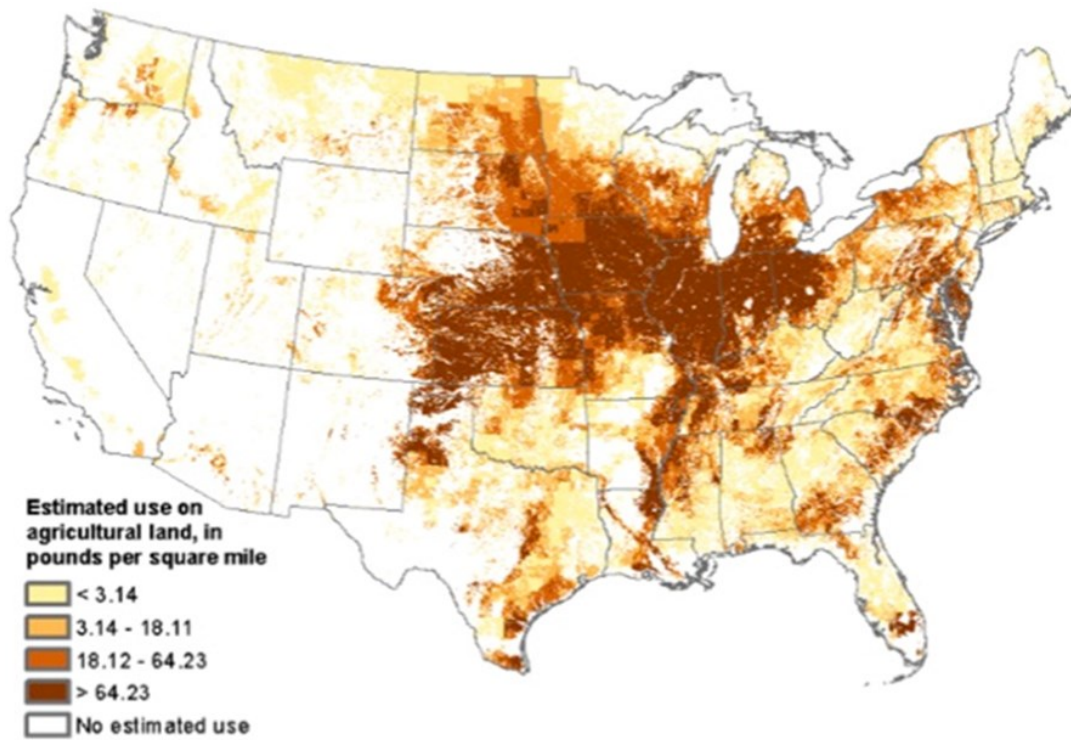 Estimated use on
agricultural land, in
pounds per square mile
< 3.14
3.14 - 18.11
18.12 - 64.23
> 64.23
No estimated use